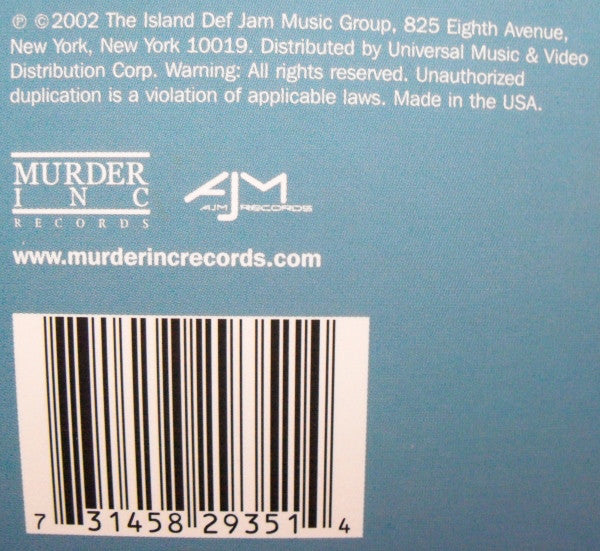 ℗ ©2002 The Island Def Jam Music Group, 825 Eighth Avenue,
New York, New York 10019. Distributed by Universal Music & Video
Distribution Corp. Warning: All rights reserved. Unauthorized
duplication is a violation of applicable laws. Made in the USA.
MURDER
INC
RECORDS
AJM
AJM RECORDS
www.murderincrecords.com
7 31458 29351 4